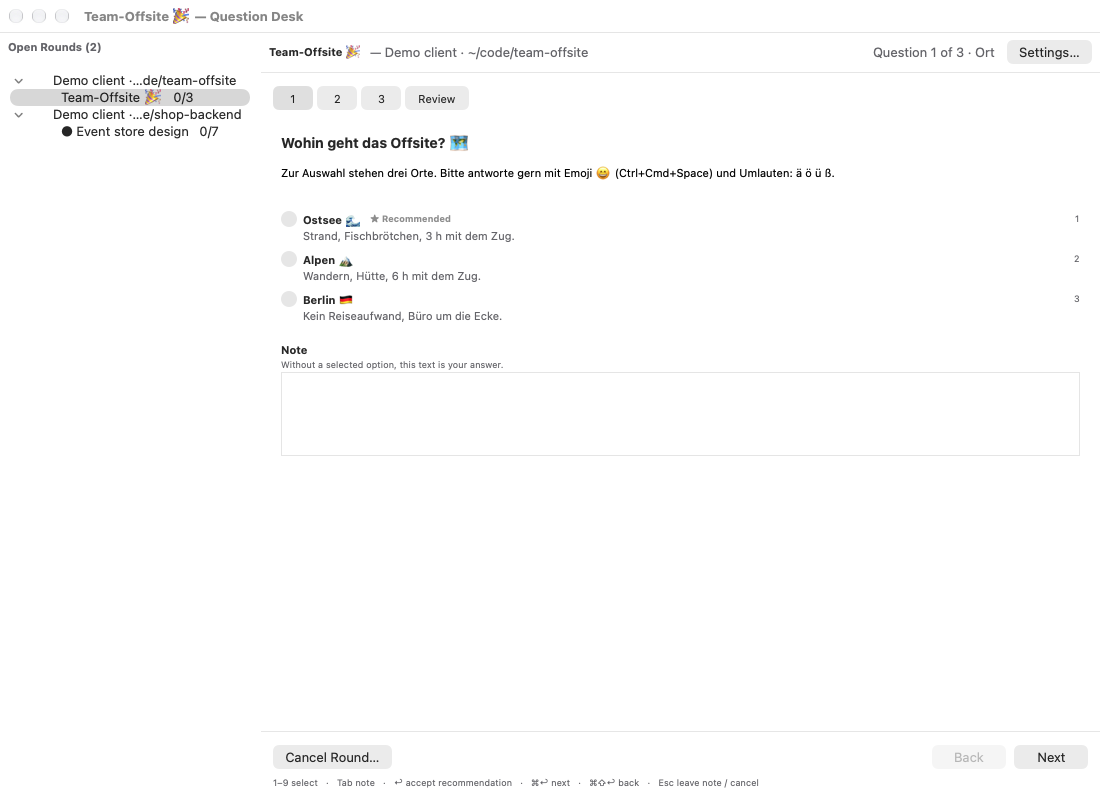 Team-Offsite 🎉 — Question Desk
Open Rounds (2)
Demo client ·...de/team-offsite
Team-Offsite 🎉 0/3
Demo client ·...e/shop-backend
● Event store design 0/7
Team-Offsite 🎉 — Demo client · ~/code/team-offsite
Question 1 of 3 · Ort
Settings...
1 2 3 Review
Wohin geht das Offsite? 🗺️
Zur Auswahl stehen drei Orte. Bitte antworte gern mit Emoji 😀 (Ctrl+Cmd+Space) und Umlauten: ä ö ü ß.
Ostsee 🌊 ★ Recommended 1
Strand, Fischbrötchen, 3 h mit dem Zug.
Alpen 🏔️ 2
Wandern, Hütte, 6 h mit dem Zug.
Berlin 🇩🇪 3
Kein Reiseaufwand, Büro um die Ecke.
Note
Without a selected option, this text is your answer.
Cancel Round... Back Next
1–9 select · Tab note · ↩ accept recommendation · ⌘↩ next · ⌘⇧↩ back · Esc leave note / cancel